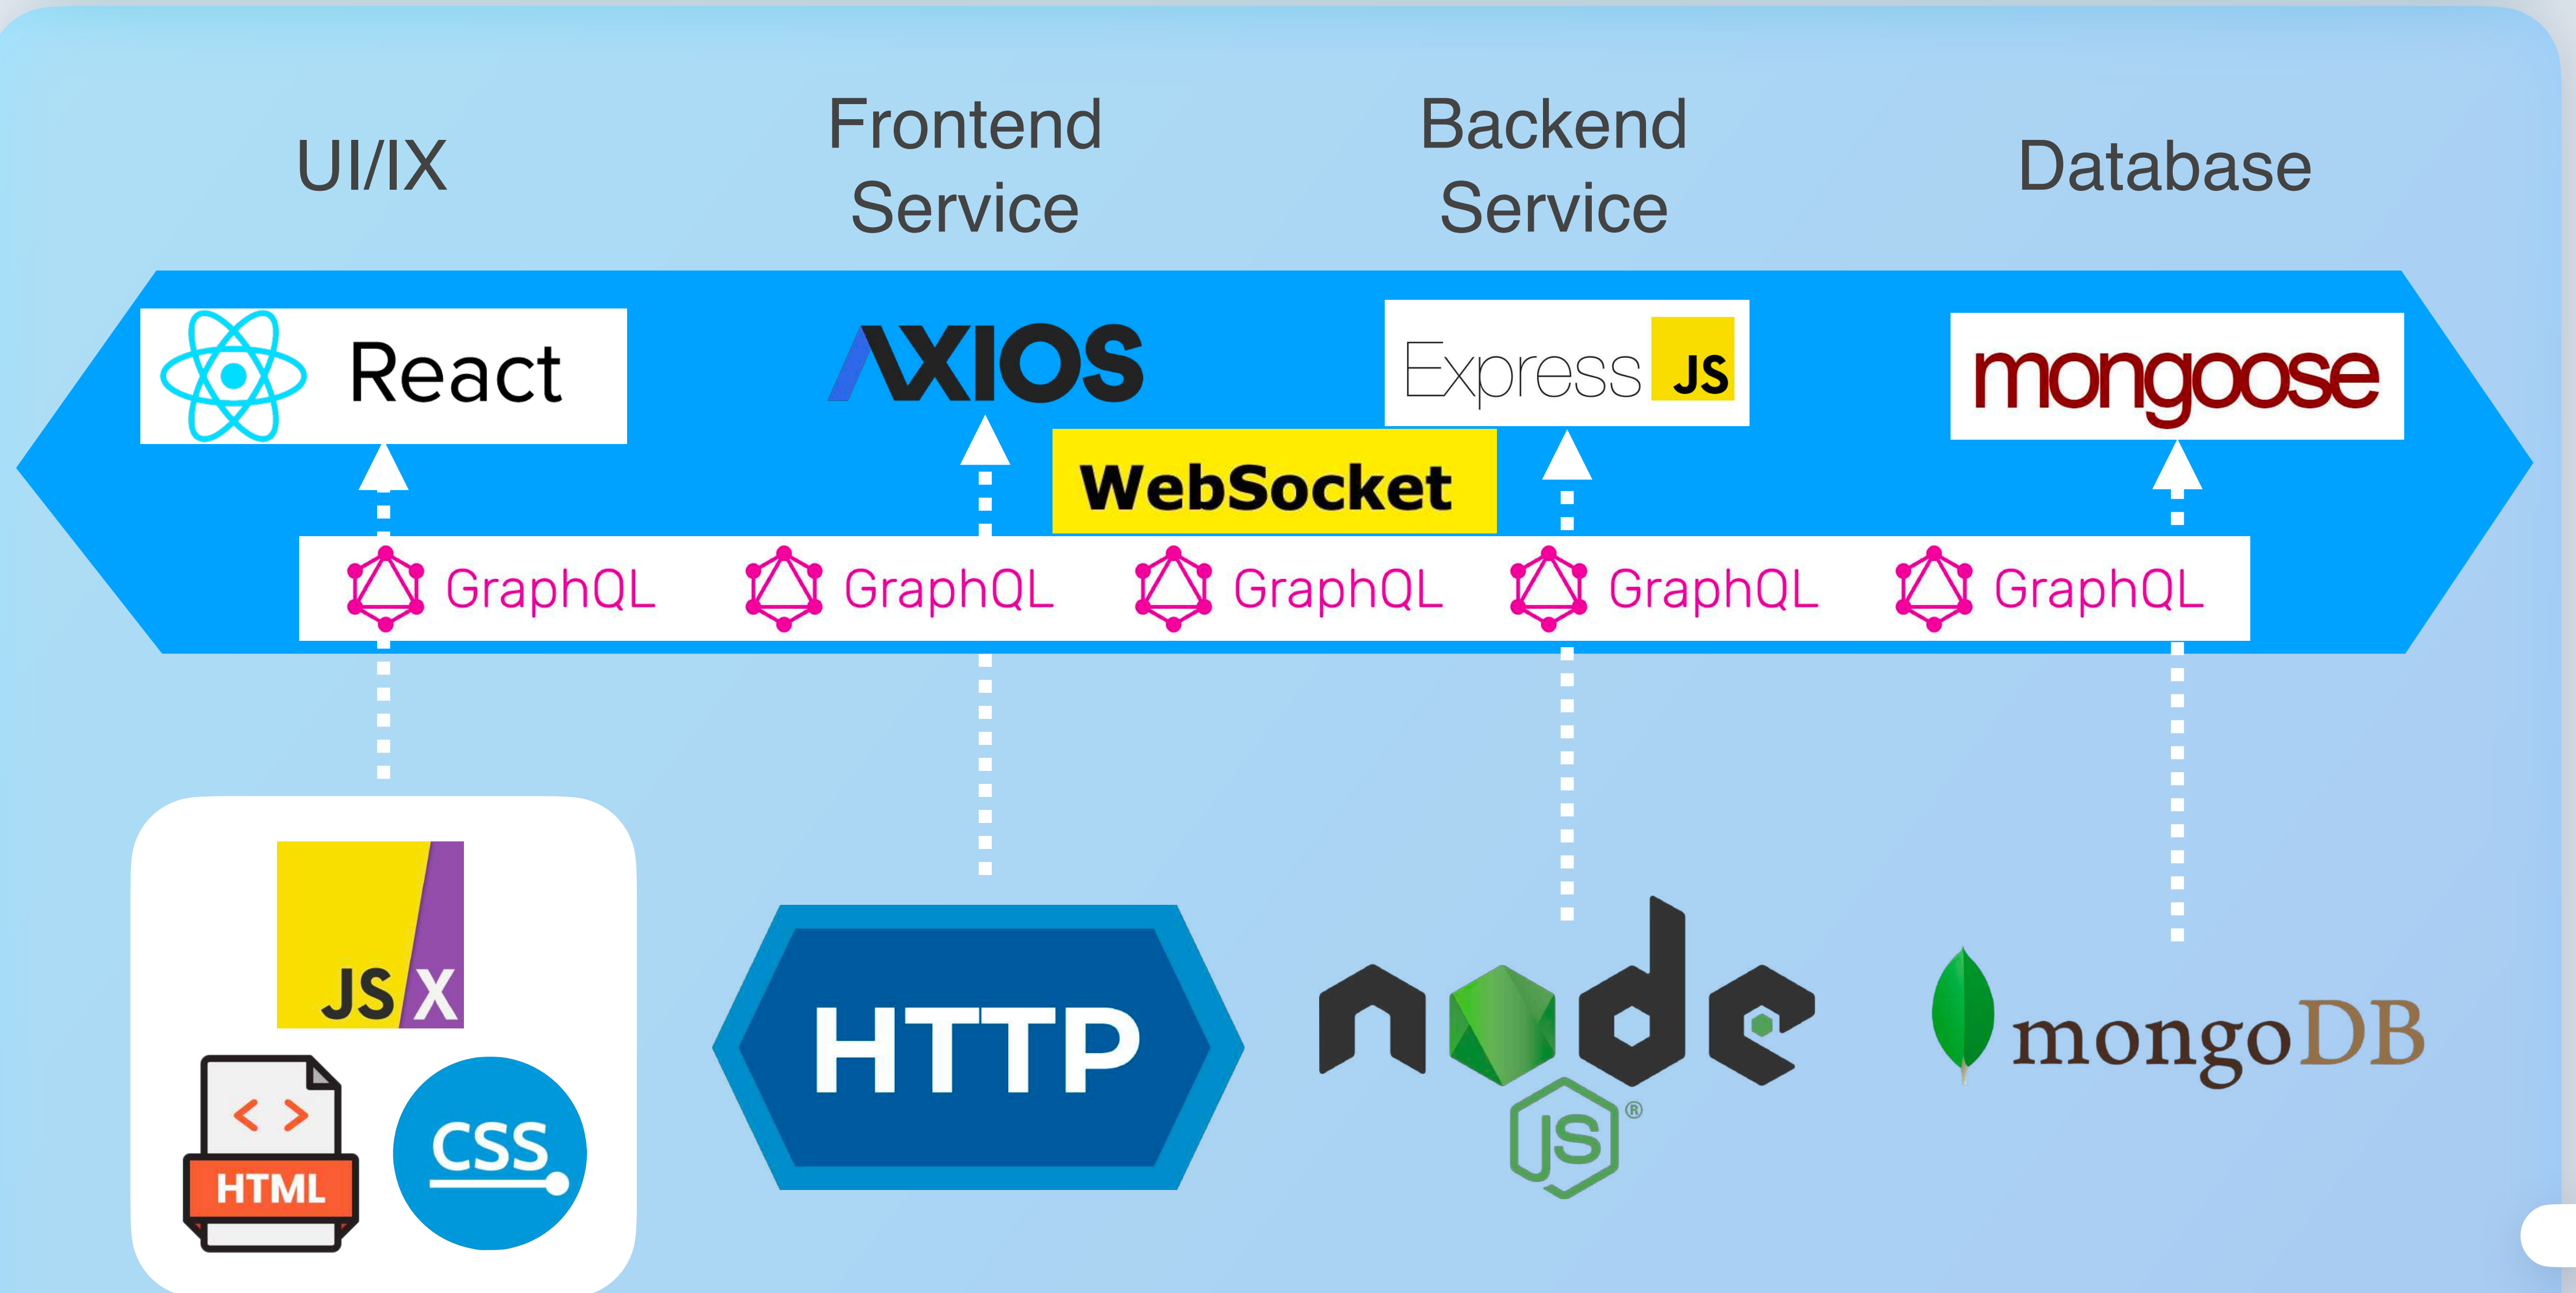 UI/IX
Frontend
Service
Backend
Service
Database
React
AXIOS
Express JS
mongoose
WebSocket
GraphQL GraphQL GraphQL GraphQL GraphQL
JSX
HTML
CSS
HTTP
node
JS®
mongoDB